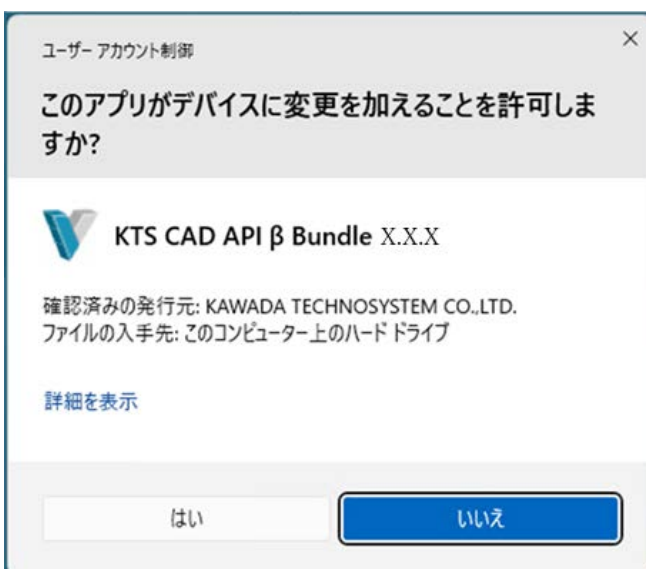 ユーザー アカウント制御
このアプリがデバイスに変更を加えることを許可しま
すか?
KTS CAD API β Bundle X.X.X
確認済みの発行元: KAWADA TECHNOSYSTEM CO.,LTD.
ファイルの入手先: このコンピューター上のハード ドライブ
詳細を表示
はい
いいえ